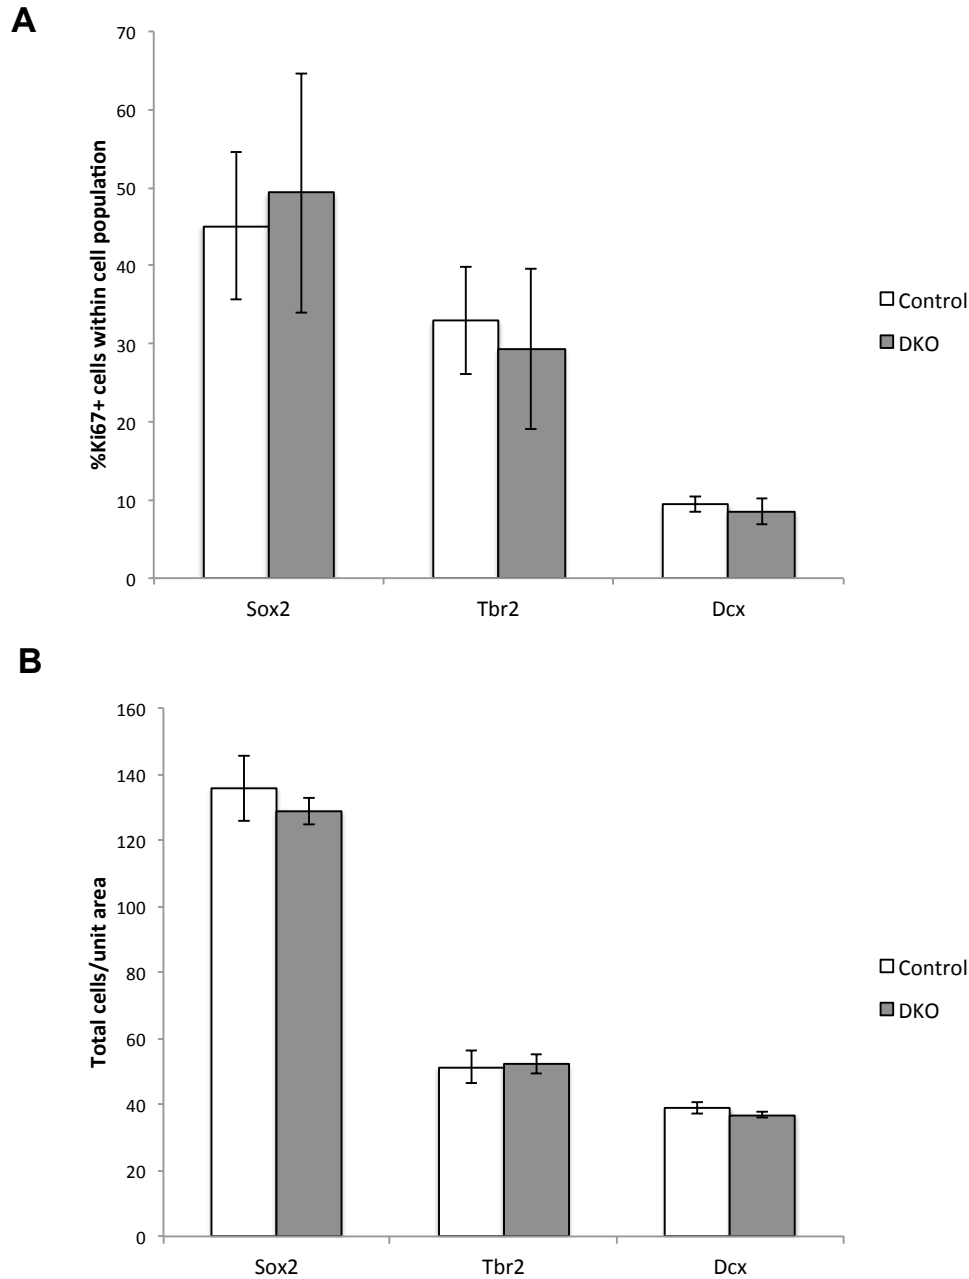 A
%Ki67+ cells within cell population
70
60
50
40
30
20
10
0
Sox2 Tbr2 Dcx
Control
DKO
B
Total cells/unit area
160
140
120
100
80
60
40
20
0
Sox2 Tbr2 Dcx
Control
DKO